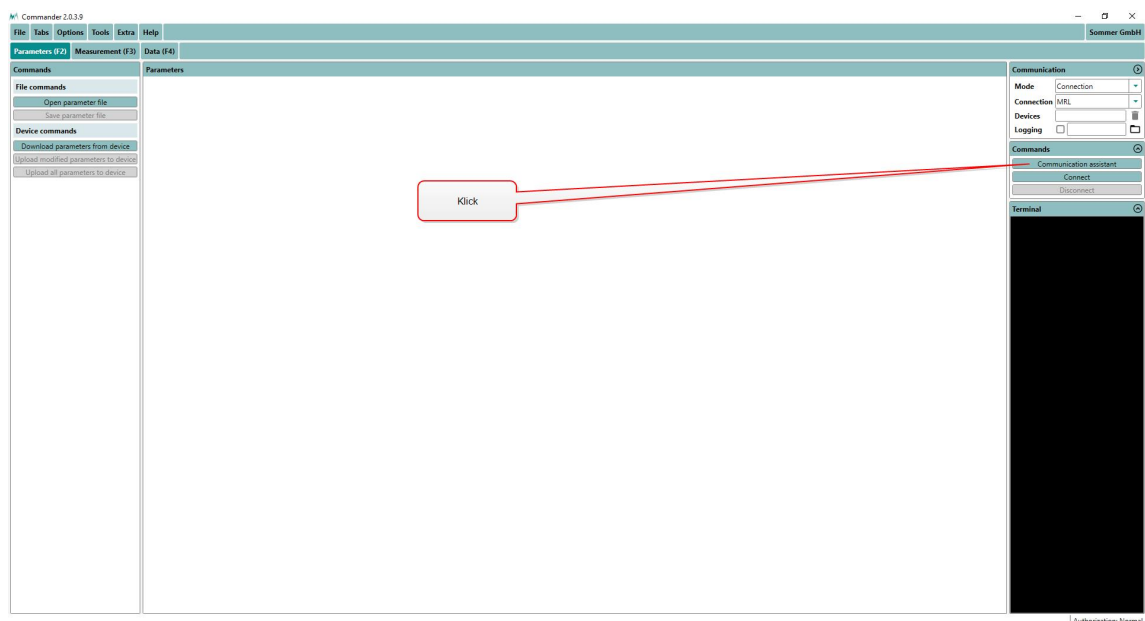 Commander 2.0.3.9
File Tabs Options Tools Extra Help Sommer GmbH
Parameters (F2) Measurement (F3) Data (F4)
Commands
File commands
Open parameter file
Save parameter file
Device commands
Download parameters from device
Upload modified parameters to device
Upload all parameters to device
Parameters
Klick
Communication
Mode Connection
Connection MRL
Devices
Logging
Commands
Communication assistant
Connect
Disconnect
Terminal
Authorization: Normal